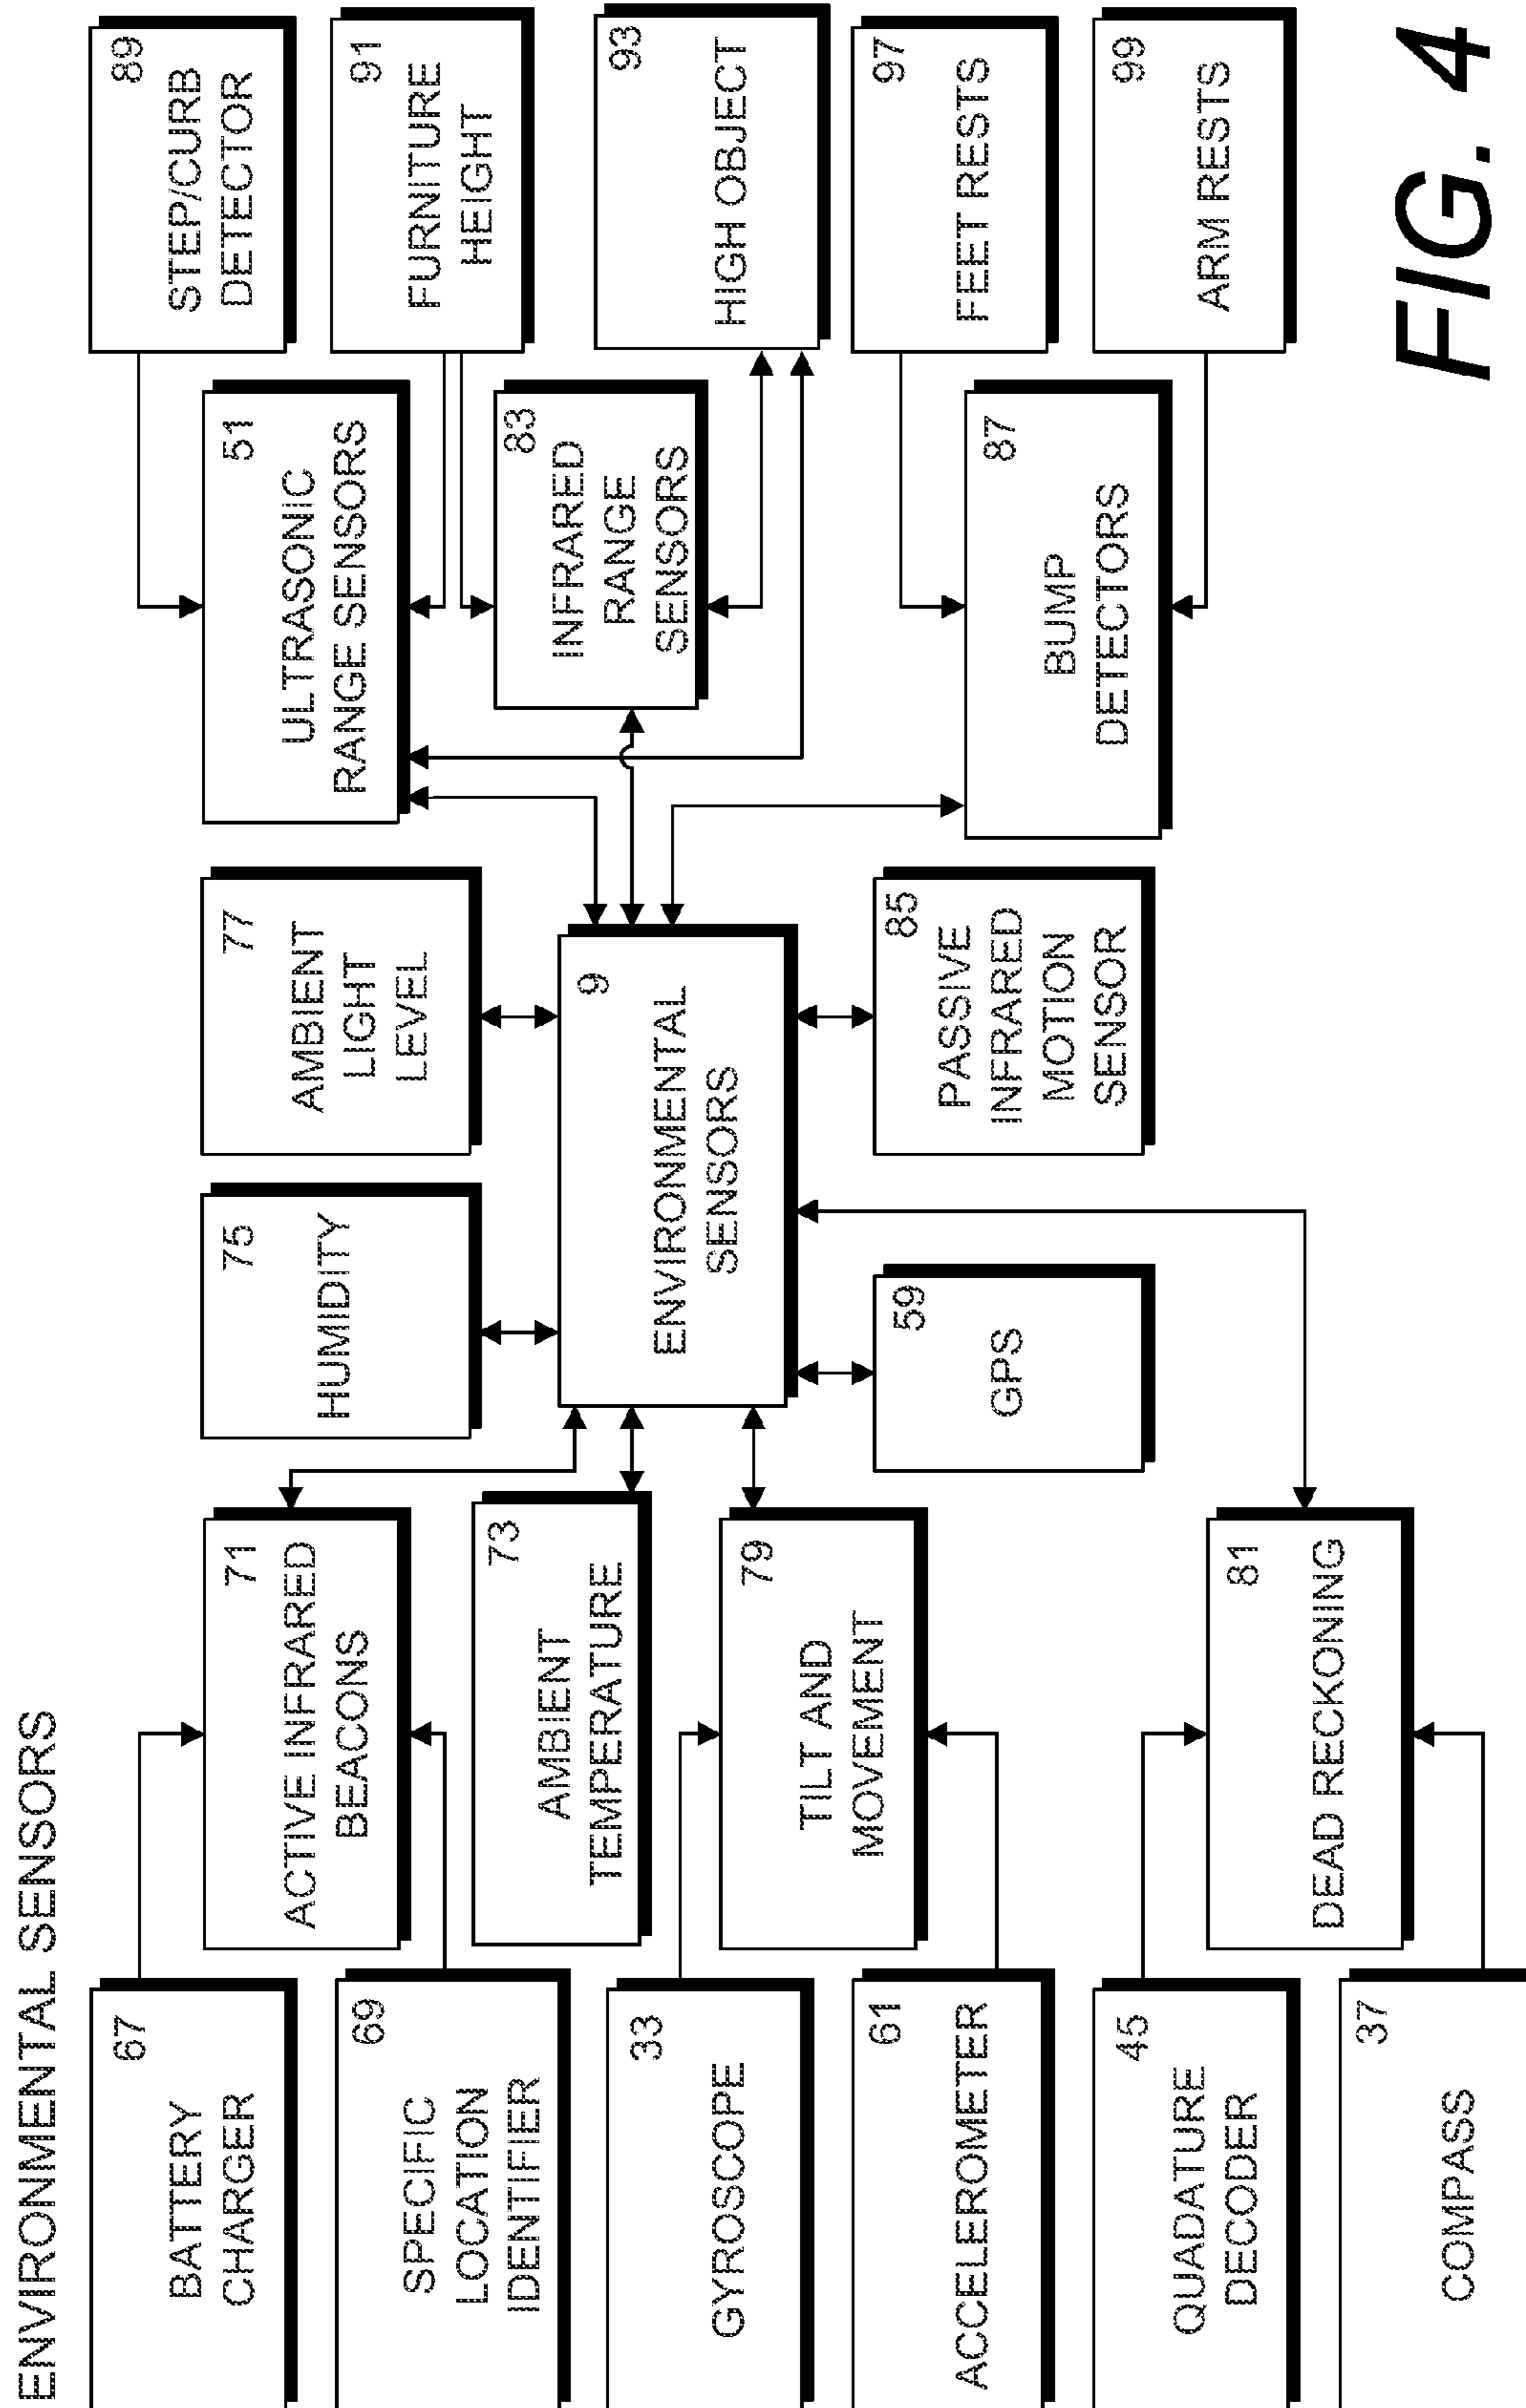 ENVIRONMENTAL SENSORS
67
BATTERY
CHARGER
69
SPECIFIC
LOCATION
IDENTIFIER
33
GYROSCOPE
61
ACCELEROMETER
45
QUADATURE
DECODER
37
COMPASS
71
ACTIVE INFRARED
BEACONS
73
AMBIENT
TEMPERATURE
79
TILT AND
MOVEMENT
81
DEAD RECKONING
75
HUMIDITY
77
AMBIENT
LIGHT
LEVEL
9
ENVIRONMENTAL
SENSORS
59
GPS
85
PASSIVE
INFRARED
MOTION
SENSOR
51
ULTRASONIC
RANGE SENSORS
83
INFRARED
RANGE
SENSORS
87
BUMP
DETECTORS
89
STEP/CURB
DETECTOR
91
FURNITURE
HEIGHT
93
HIGH OBJECT
97
FEET RESTS
99
ARM RESTS
FIG. 4